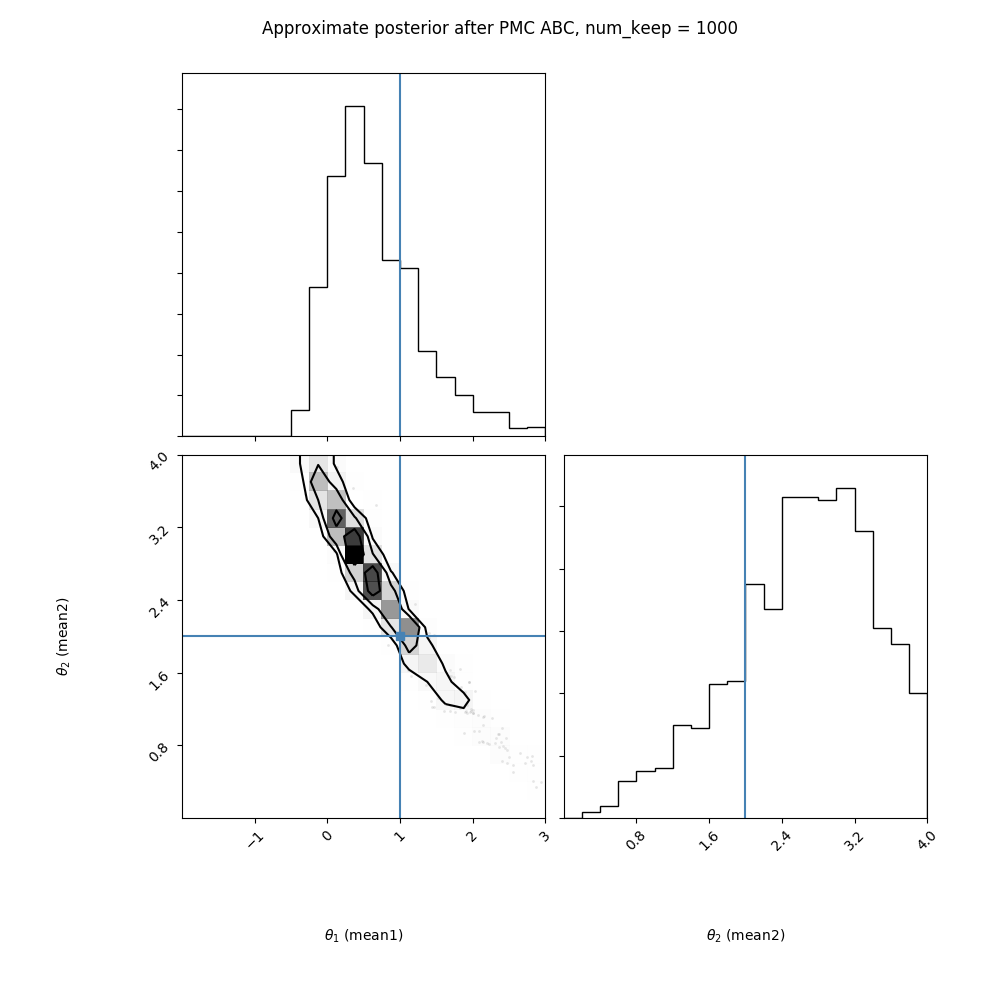 Approximate posterior after PMC ABC, num_keep = 1000
4.0
3.2
2.4
1.6
0.8
θ₂ (mean2)
−1 0 1 2 3
0.8 1.6 2.4 3.2 4.0
θ₁ (mean1) θ₂ (mean2)